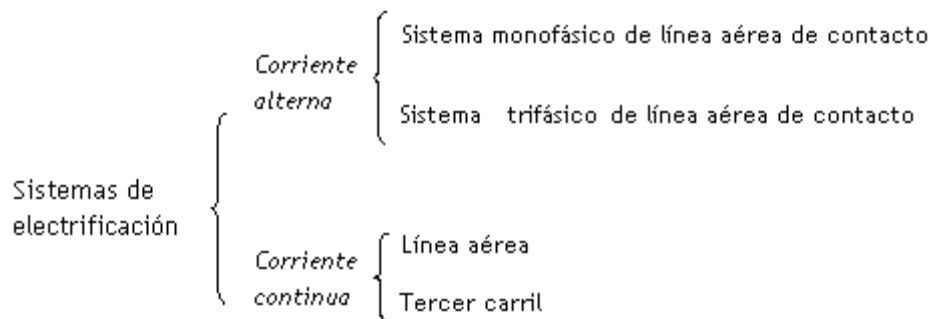 Sistemas de
electrificación
Corriente
alterna
Sistema monofásico de línea aérea de contacto
Sistema trifásico de línea aérea de contacto
Corriente
continua
Línea aérea
Tercer carril